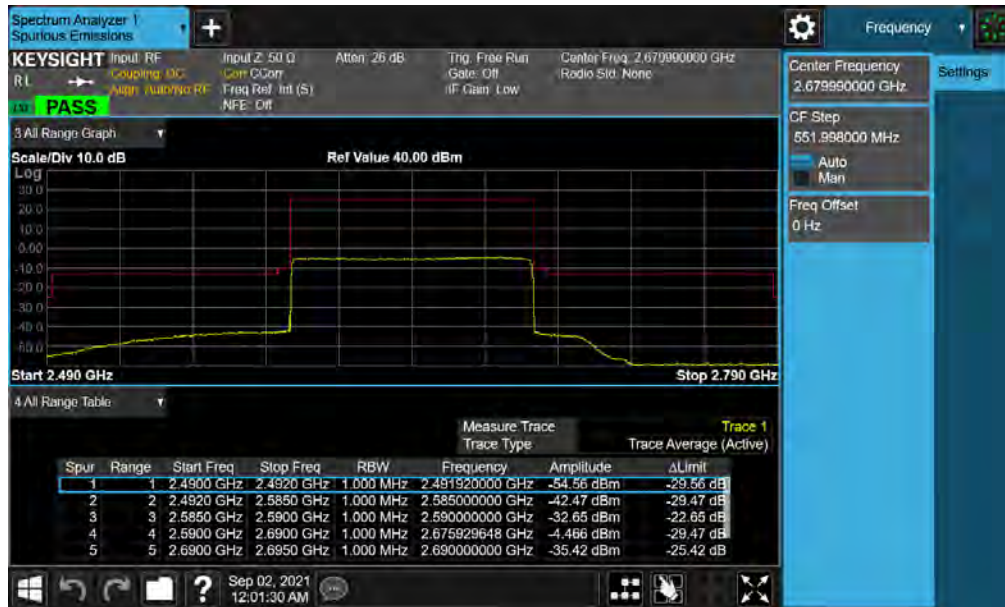 Spectrum Analyzer 1
Spurious Emissions
+
Frequency
KEYSIGHT Input: RF Input Z: 50 Ω Atten: 26 dB Trig: Free Run Center Freq: 2.679990000 GHz
RL Coupling: DC Corr CCorr Gate: Off Radio Std: None
Align: Auto/No RF Freq Ref: Int (S) IF Gain: Low
PASS NFE: Off
Center Frequency
2.679990000 GHz
Settings
CF Step
551.998000 MHz
Auto
Man
Freq Offset
0 Hz
3 All Range Graph
Scale/Div 10.0 dB Ref Value 40.00 dBm
Log
30.0
20.0
10.0
0.00
-10.0
-20.0
-30.0
-40.0
-50.0
Start 2.490 GHz Stop 2.790 GHz
4 All Range Table
Measure Trace Trace 1
Trace Type Trace Average (Active)
Spur Range Start Freq Stop Freq RBW Frequency Amplitude ΔLimit
1 1 2.4900 GHz 2.4920 GHz 1.000 MHz 2.491920000 GHz -54.56 dBm -29.56 dB
2 2 2.4920 GHz 2.5850 GHz 1.000 MHz 2.585000000 GHz -42.47 dBm -29.47 dB
3 3 2.5850 GHz 2.5900 GHz 1.000 MHz 2.590000000 GHz -32.65 dBm -22.65 dB
4 4 2.5900 GHz 2.6900 GHz 1.000 MHz 2.675929648 GHz -4.466 dBm -29.47 dB
5 5 2.6900 GHz 2.6950 GHz 1.000 MHz 2.690000000 GHz -35.42 dBm -25.42 dB
?
Sep 02, 2021
12:01:30 AM